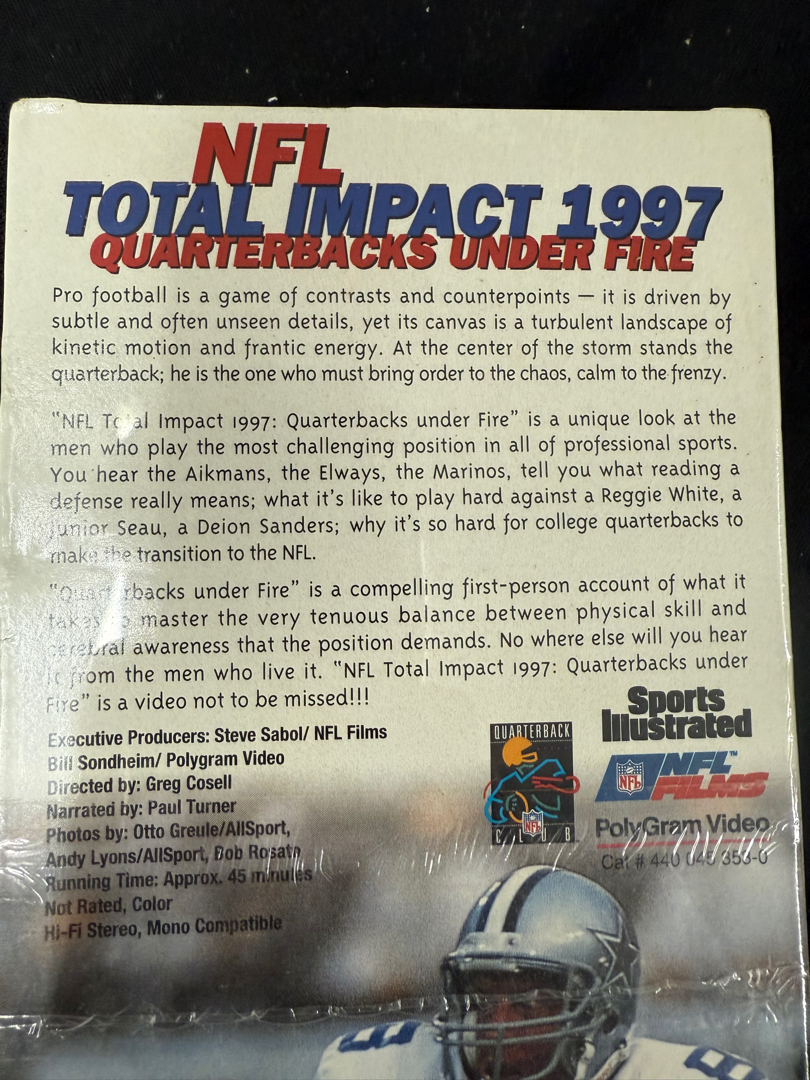 NFL
TOTAL IMPACT 1997
QUARTERBACKS UNDER FIRE
Pro football is a game of contrasts and counterpoints — it is driven by
subtle and often unseen details, yet its canvas is a turbulent landscape of
kinetic motion and frantic energy. At the center of the storm stands the
quarterback; he is the one who must bring order to the chaos, calm to the frenzy.
"NFL Total Impact 1997: Quarterbacks under Fire" is a unique look at the
men who play the most challenging position in all of professional sports.
You hear the Aikmans, the Elways, the Marinos, tell you what reading a
defense really means; what it's like to play hard against a Reggie White, a
Junior Seau, a Deion Sanders; why it's so hard for college quarterbacks to
make the transition to the NFL.
"Quarterbacks under Fire" is a compelling first-person account of what it
takes to master the very tenuous balance between physical skill and
cerebral awareness that the position demands. No where else will you hear
it from the men who live it. "NFL Total Impact 1997: Quarterbacks under
Fire" is a video not to be missed!!!
Executive Producers: Steve Sabol/ NFL Films
Bill Sondheim/ Polygram Video
Directed by: Greg Cosell
Narrated by: Paul Turner
Photos by: Otto Greule/AllSport,
Andy Lyons/AllSport, Bob Rosato
Running Time: Approx. 45 minutes
Not Rated, Color
Hi-Fi Stereo, Mono Compatible
QUARTERBACK
NFL
CLUB
Sports
Illustrated
NFL
NFL™
FILMS
PolyGram Video
Cat # 440 045 353-0
8